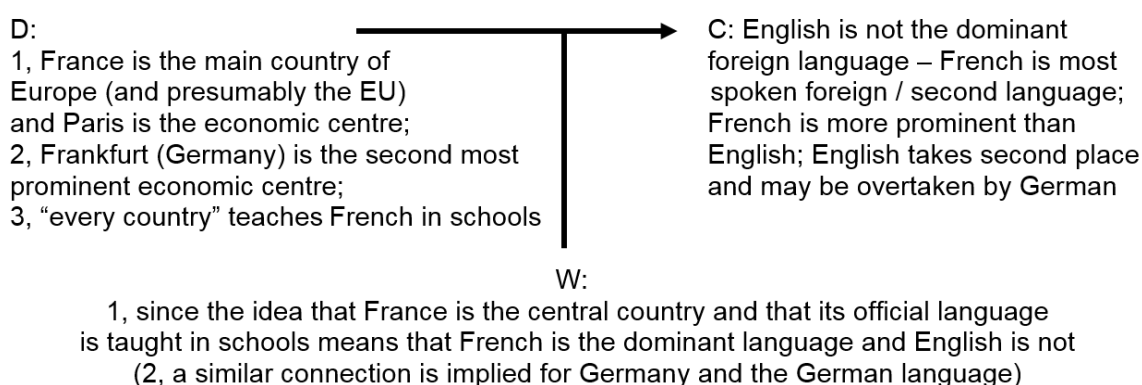 D:
1, France is the main country of
Europe (and presumably the EU)
and Paris is the economic centre;
2, Frankfurt (Germany) is the second most
prominent economic centre;
3, “every country” teaches French in schools
C: English is not the dominant
foreign language – French is most
spoken foreign / second language;
French is more prominent than
English; English takes second place
and may be overtaken by German
W:
1, since the idea that France is the central country and that its official language
is taught in schools means that French is the dominant language and English is not
(2, a similar connection is implied for Germany and the German language)